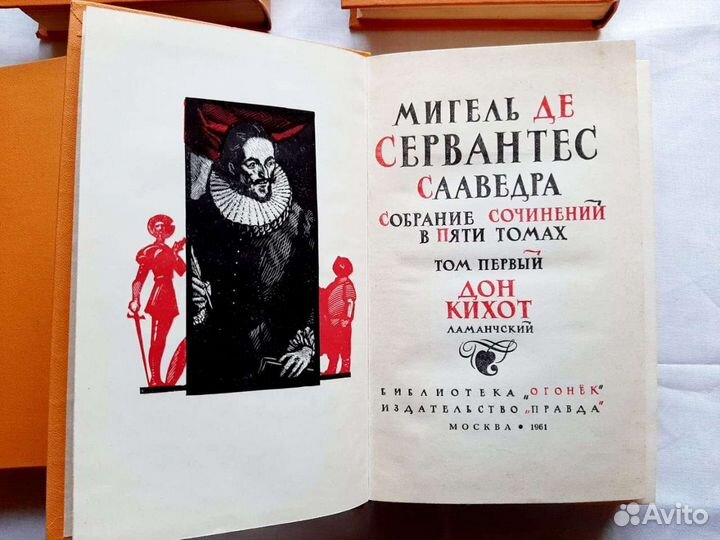 МИГЕЛЬ ДЕ
СЕРВАНТЕС
СААВЕДРА
СОБРАНИЕ СОЧИНЕНИЙ
В ПЯТИ ТОМАХ
ТОМ ПЕРВЫЙ
ДОН
КИХОТ
ЛАМАНЧСКИЙ
БИБЛИОТЕКА „ОГОНЁК"
ИЗДАТЕЛЬСТВО „ПРАВДА"
МОСКВА • 1961
Avito